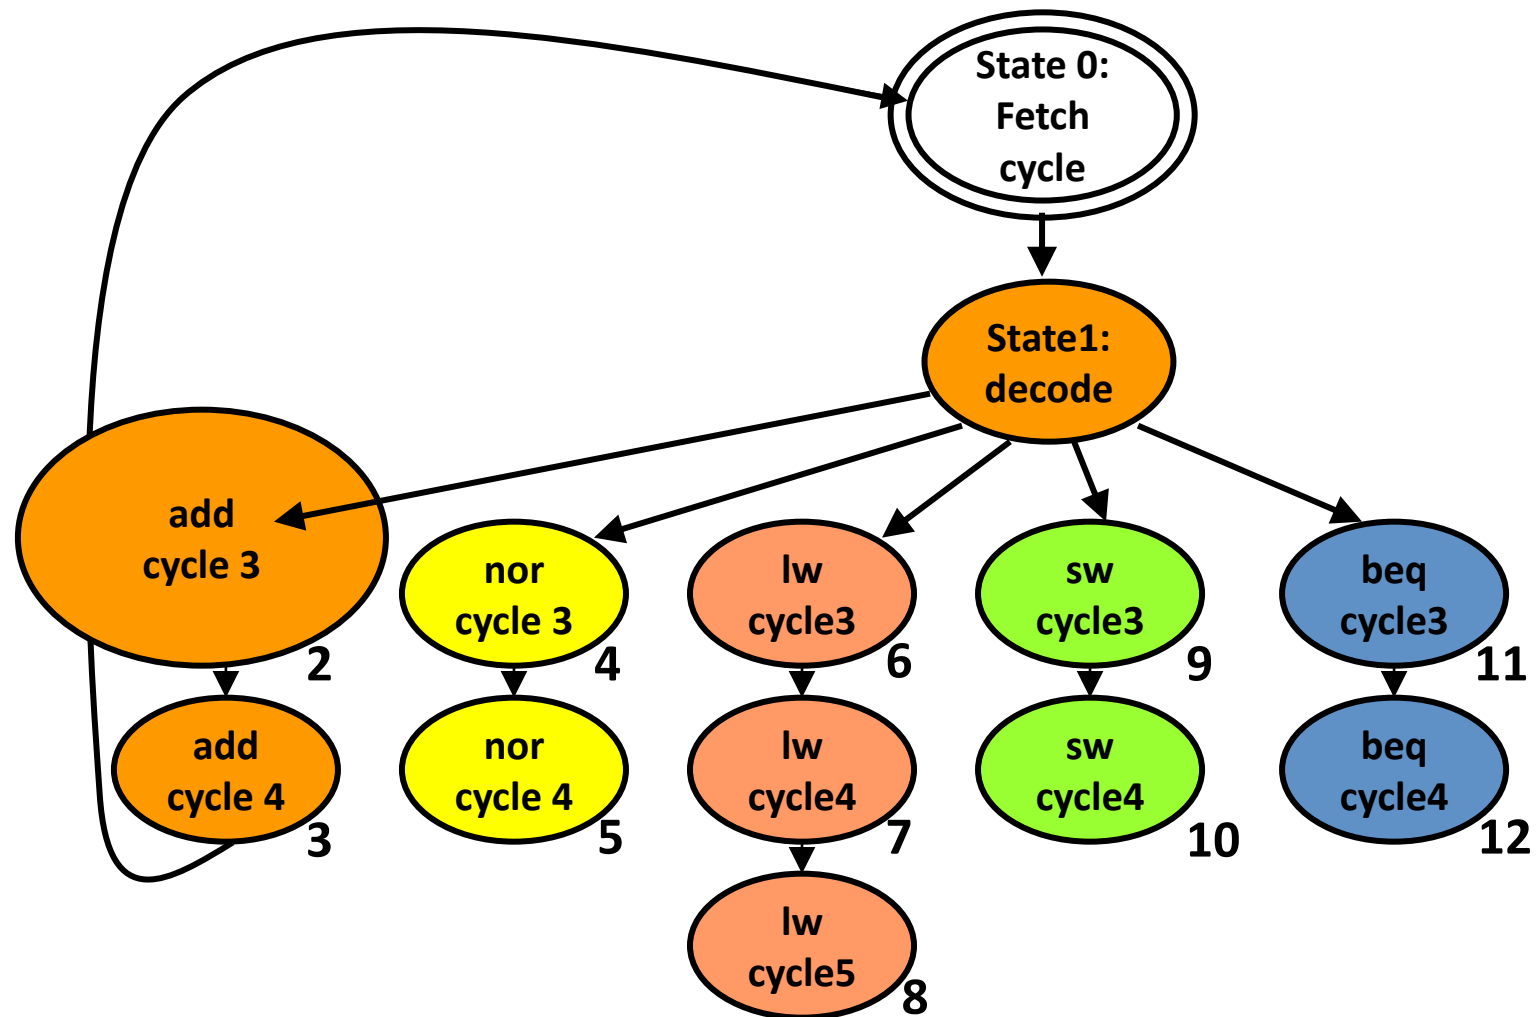 State 0:
Fetch
cycle
State1:
decode
add
cycle 3
2
nor
cycle 3
4
lw
cycle3
6
sw
cycle3
9
beq
cycle3
11
add
cycle 4
3
nor
cycle 4
5
lw
cycle4
7
sw
cycle4
10
beq
cycle4
12
lw
cycle5
8